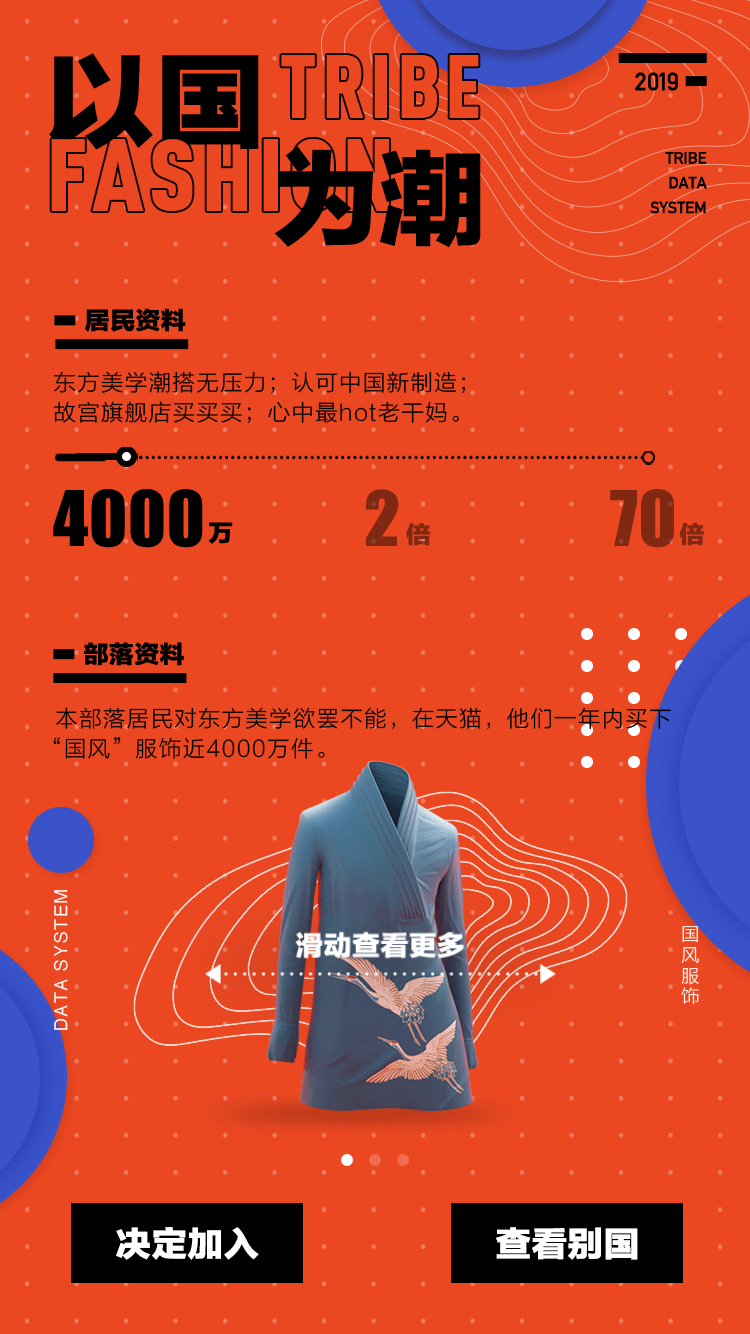 以国
TRIBE
FASHION
为潮
2019
TRIBE
DATA
SYSTEM
居民资料
东方美学潮搭无压力；认可中国新制造；
故宫旗舰店买买买；心中最hot老干妈。
4000万
2倍
70倍
部落资料
本部落居民对东方美学欲罢不能，在天猫，他们一年内买下
“国风”服饰近4000万件。
DATA SYSTEM
滑动查看更多
国风服饰
决定加入
查看别国